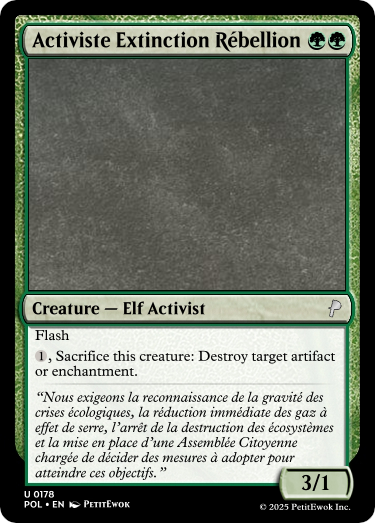 Activiste Extinction Rébellion
Creature — Elf Activist
Flash
1, Sacrifice this creature: Destroy target artifact
or enchantment.
“Nous exigeons la reconnaissance de la gravité des
crises écologiques, la réduction immédiate des gaz à
effet de serre, l’arrêt de la destruction des écosystèmes
et la mise en place d’une Assemblée Citoyenne
chargée de décider des mesures à adopter pour
atteindre ces objectifs.”
3/1
U 0178
POL • EN PetitEwok
© 2025 PetitEwok Inc.